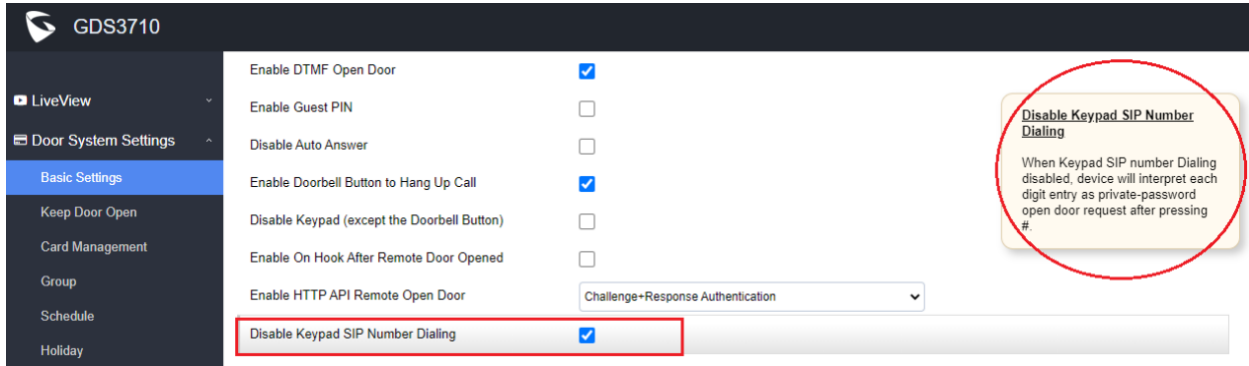 GDS3710
LiveView
Door System Settings
Basic Settings
Keep Door Open
Card Management
Group
Schedule
Holiday
Enable DTMF Open Door
Enable Guest PIN
Disable Auto Answer
Enable Doorbell Button to Hang Up Call
Disable Keypad (except the Doorbell Button)
Enable On Hook After Remote Door Opened
Enable HTTP API Remote Open Door
Challenge+Response Authentication
Disable Keypad SIP Number Dialing
Disable Keypad SIP Number
Dialing
When Keypad SIP number Dialing
disabled, device will interpret each
digit entry as private-password
open door request after pressing
#.